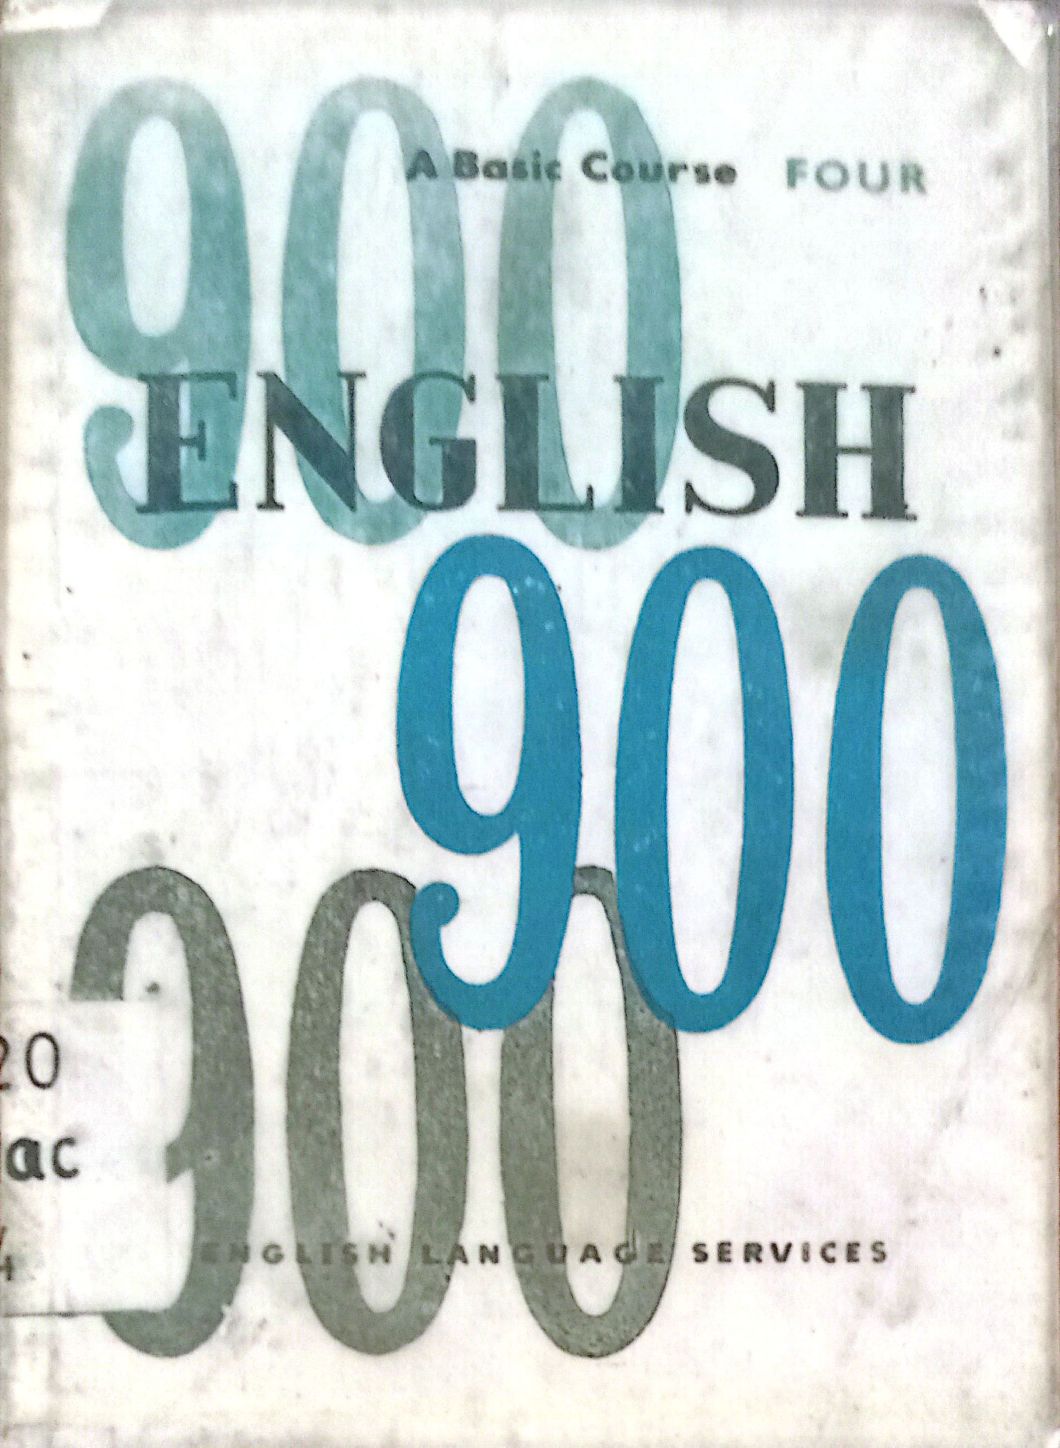 900
A Basic Course FOUR
ENGLISH
900
900
20
ac
ENGLISH LANGUAGE SERVICES